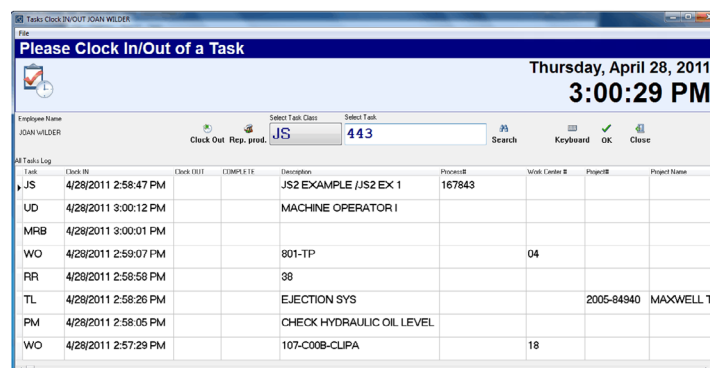 Tasks Clock IN/OUT JOAN WILDER
File
Please Clock In/Out of a Task
Thursday, April 28, 2011
3:00:29 PM
Employee Name
Select Task Class
Select Task
JOAN WILDER
Clock Out Rep. prod. JS 443 Search Keyboard OK Close
All Tasks Log
Task Clock IN Clock OUT COMPLETE Description Process# Work Center # Project# Project Name
JS 4/28/2011 2:58:47 PM JS2 EXAMPLE /JS2 EX 1 167843
UD 4/28/2011 3:00:12 PM MACHINE OPERATOR I
MRB 4/28/2011 3:00:01 PM
WO 4/28/2011 2:59:07 PM 801-TP 04
RR 4/28/2011 2:58:58 PM 38
TL 4/28/2011 2:58:26 PM EJECTION SYS 2005-84940 MAXWELL T
PM 4/28/2011 2:58:05 PM CHECK HYDRAULIC OIL LEVEL
WO 4/28/2011 2:57:29 PM 107-C00B-CLIPA 18